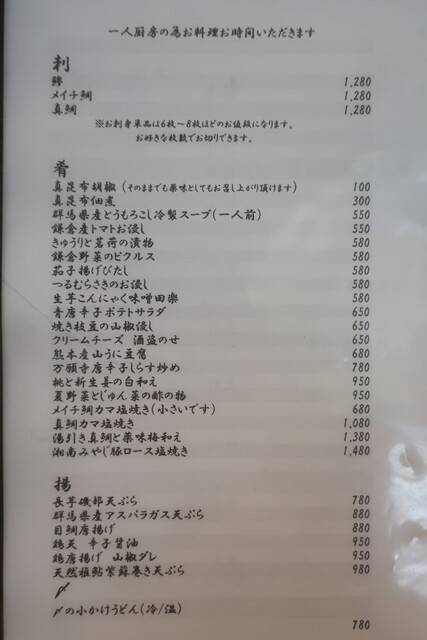 一人厨房の為お料理お時間いただきます
刺
鯵 1,280
メイチ鯛 1,280
真鯛 1,280
※お刺身単品は6枚～8枚ほどのお値段になります。
お好きな枚数でお切りできます。
肴
真昆布胡椒(そのままでも薬味としてもお召し上がり頂けます) 100
真昆布佃煮 300
群馬県産とうもろこし冷製スープ(一人前) 550
鎌倉産トマトお浸し 550
きゅうりと茗荷の漬物 580
鎌倉野菜のピクルス 580
茄子揚げびたし 580
つるむらさきのお浸し 580
生芋こんにゃく味噌田楽 580
青唐辛子ポテトサラダ 650
焼き枝豆の山椒浸し 650
クリームチーズ 酒盗のせ 650
熊本産山うに豆腐 680
万願寺唐辛子しらす炒め 780
桃と新生姜の白和え 950
夏野菜とじゅん菜の酢の物 950
メイチ鯛カマ塩焼き(小さいです) 680
真鯛カマ塩焼き 1,080
湯引き真鯛と薬味梅和え 1,380
湘南みやじ豚ロース塩焼き 1,480
揚
長芋磯部天ぷら 780
群馬県産アスパラガス天ぷら 880
目鯛唐揚げ 880
鶏天 辛子醤油 950
鶏唐揚げ 山椒ダレ 950
天然稚鮎紫蘇巻き天ぷら 980
〆
〆の小かけうどん(冷/温)
780